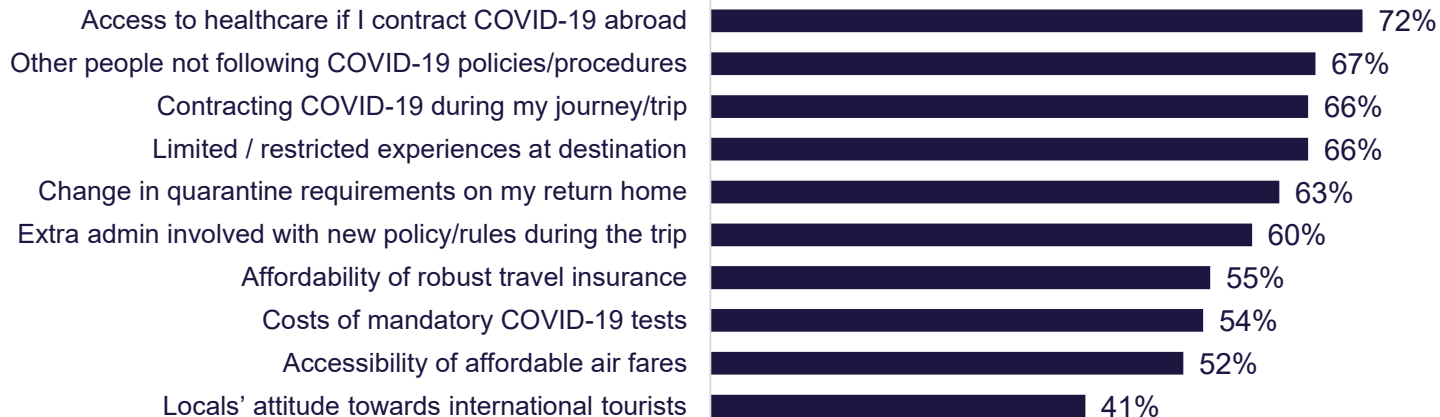 Access to healthcare if I contract COVID-19 abroad 72%
Other people not following COVID-19 policies/procedures 67%
Contracting COVID-19 during my journey/trip 66%
Limited / restricted experiences at destination 66%
Change in quarantine requirements on my return home 63%
Extra admin involved with new policy/rules during the trip 60%
Affordability of robust travel insurance 55%
Costs of mandatory COVID-19 tests 54%
Accessibility of affordable air fares 52%
Locals’ attitude towards international tourists 41%